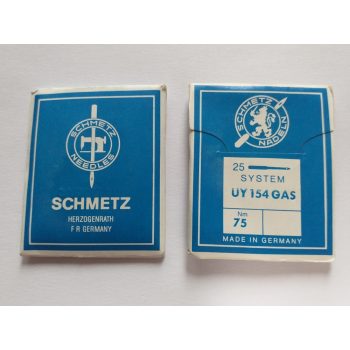 SCHMETZ
NEEDLES
SCHMETZ
HERZOGENRATH
F R GERMANY
SCHMETZ
NADELN
25
SYSTEM
UY 154 GAS
Nm
75
MADE IN GERMANY